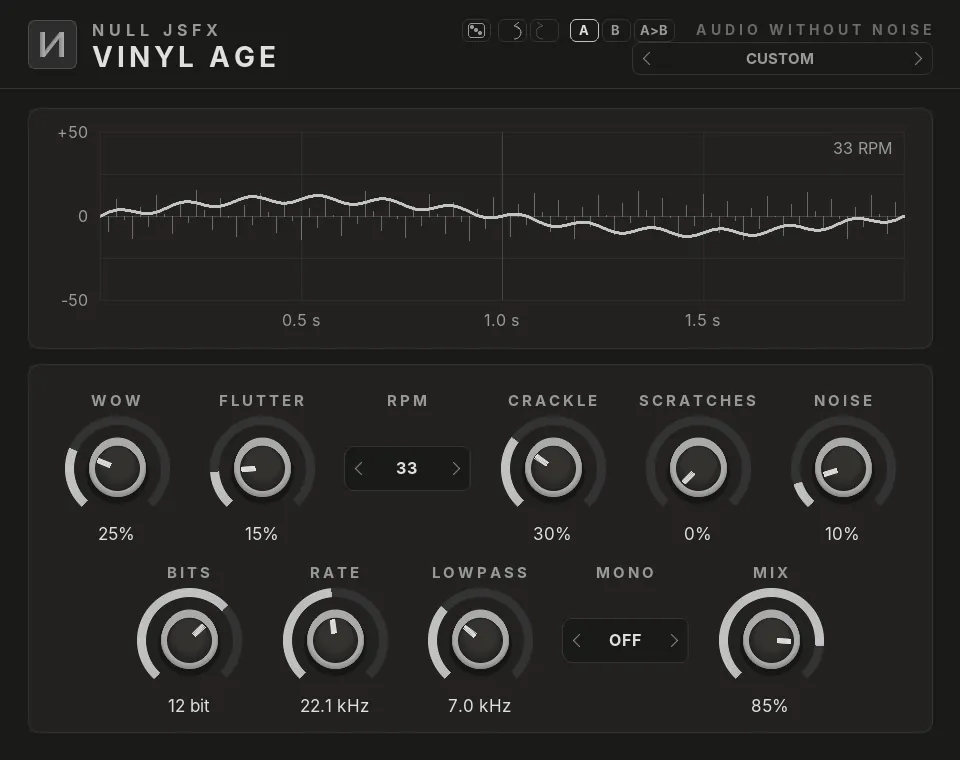 NULL JSFX
VINYL AGE
A B A>B
AUDIO WITHOUT NOISE
CUSTOM
+50
33 RPM
0
-50
0.5 s 1.0 s 1.5 s
WOW FLUTTER RPM CRACKLE SCRATCHES NOISE
33
25% 15% 30% 0% 10%
BITS RATE LOWPASS MONO MIX
OFF
12 bit 22.1 kHz 7.0 kHz 85%